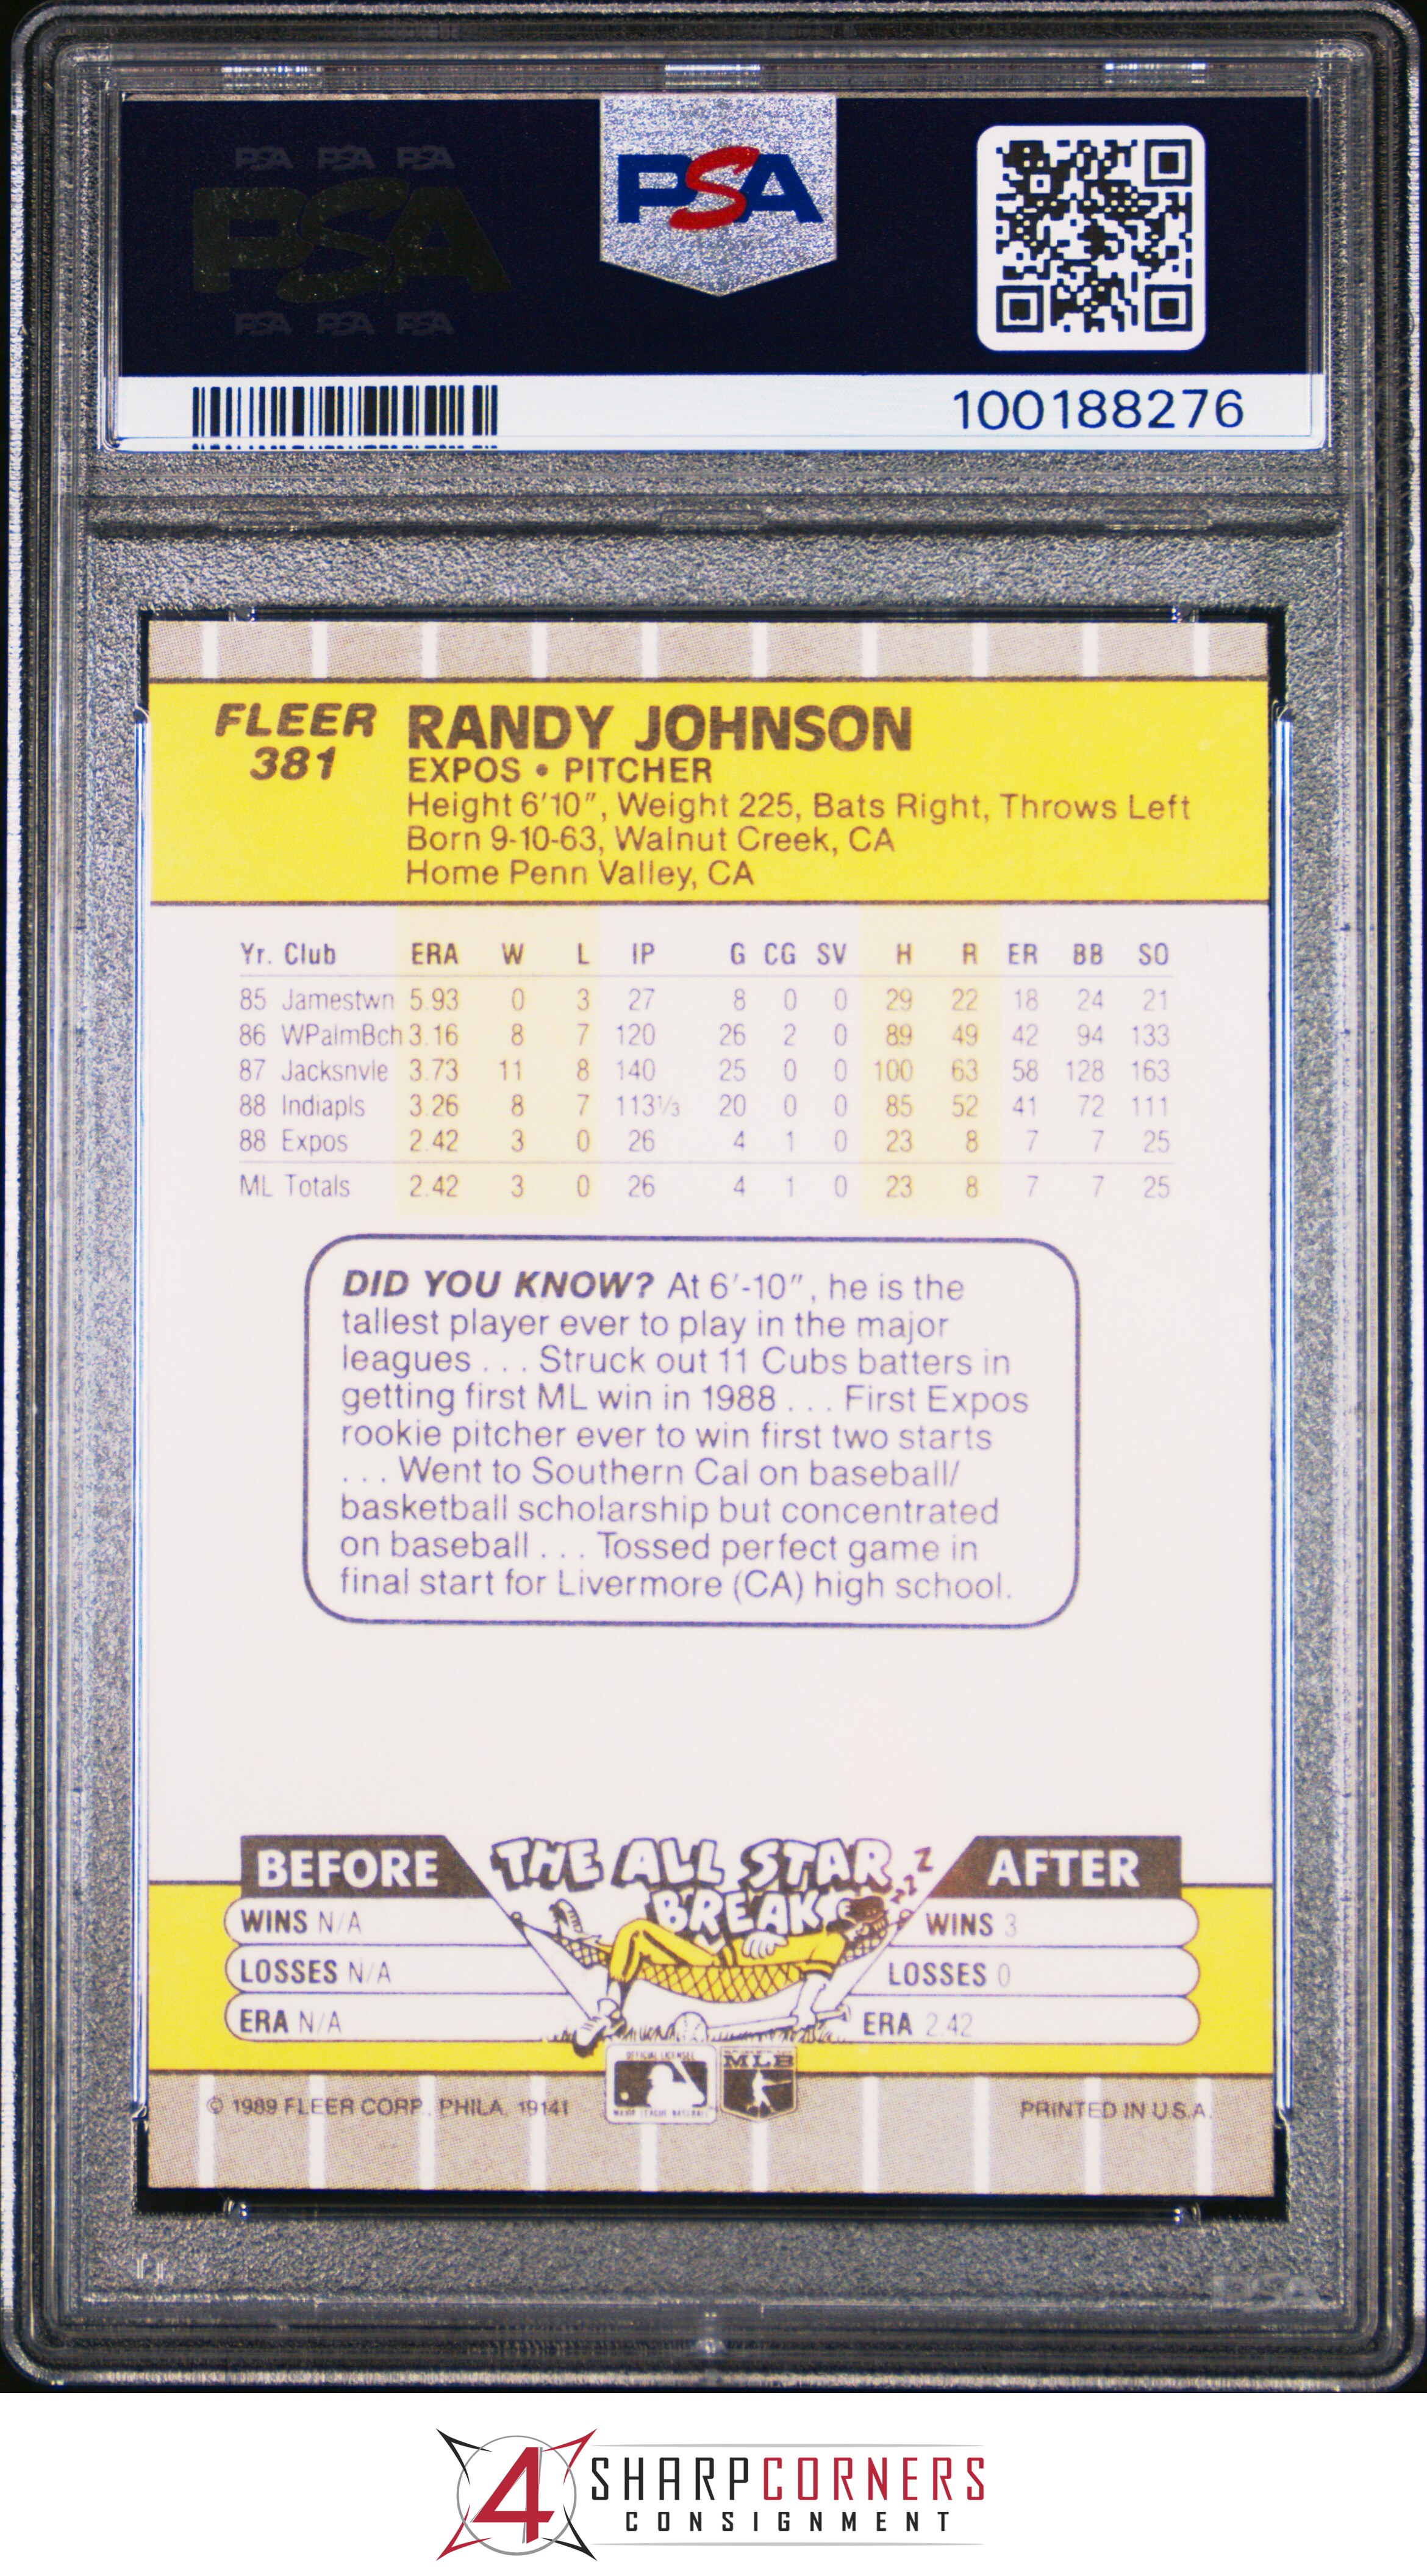 PSA PSA PSA
PSA
PSA PSA PSA
PSA
100188276
FLEER RANDY JOHNSON
381 EXPOS • PITCHER
Height 6'10", Weight 225, Bats Right, Throws Left
Born 9-10-63, Walnut Creek, CA
Home Penn Valley, CA
Yr. Club ERA W L IP G CG SV H R ER BB SO
85 Jamestwn 5.93 0 3 27 8 0 0 29 22 18 24 21
86 WPalmBch 3.16 8 7 120 26 2 0 89 49 42 94 133
87 Jacksnvle 3.73 11 8 140 25 0 0 100 63 58 128 163
88 Indiapls 3.26 8 7 113⅓ 20 0 0 85 52 41 72 111
88 Expos 2.42 3 0 26 4 1 0 23 8 7 7 25
ML Totals 2.42 3 0 26 4 1 0 23 8 7 7 25
DID YOU KNOW? At 6'-10", he is the
tallest player ever to play in the major
leagues . . . Struck out 11 Cubs batters in
getting first ML win in 1988 . . . First Expos
rookie pitcher ever to win first two starts
. . . Went to Southern Cal on baseball/
basketball scholarship but concentrated
on baseball . . . Tossed perfect game in
final start for Livermore (CA) high school.
BEFORE THE ALL STAR BREAK zzz AFTER
WINS N/A WINS 3
LOSSES N/A LOSSES 0
ERA N/A ERA 2.42
OFFICIAL LICENSEE MLB
MAJOR LEAGUE BASEBALL
© 1989 FLEER CORP. PHILA. 19141 PRINTED IN U.S.A.
PSA
4 SHARPCORNERS
CONSIGNMENT